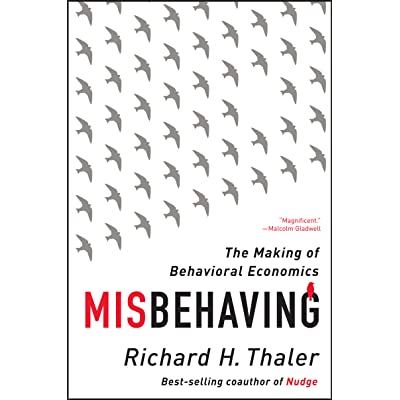 "Magnificent."
—Malcolm Gladwell
The Making of
Behavioral Economics
MISBEHAVING
Richard H. Thaler
Best-selling coauthor of Nudge